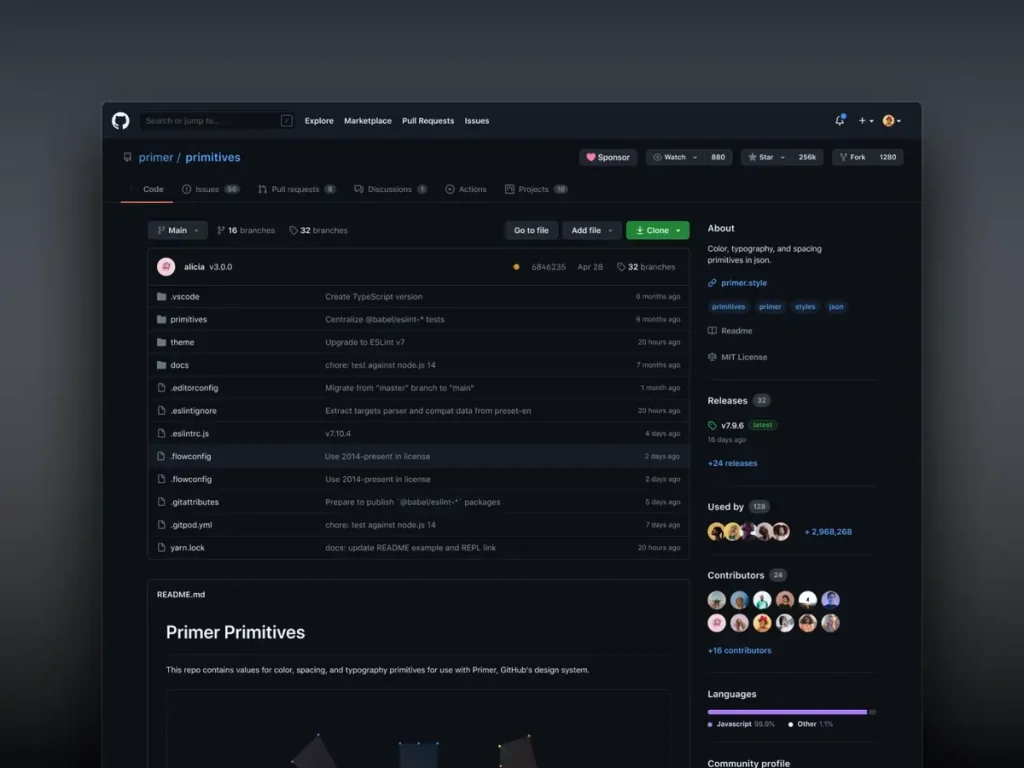 Search or jump to... / Explore Marketplace Pull Requests Issues
primer / primitives Sponsor Watch 880 Star 256k Fork 1280
Code Issues 56 Pull requests 8 Discussions 1 Actions Projects 16
Main 16 branches 32 branches Go to file Add file Clone
alicia v3.0.0 6846235 Apr 28 32 branches
.vscode Create TypeScript version 6 months ago
primitives Centralize @babel/eslint-* tests 6 months ago
theme Upgrade to ESLint v7 20 hours ago
docs chore: test against node.js 14 7 months ago
.editorconfig Migrate from "master" branch to "main" 1 month ago
.eslintignore Extract targets parser and compat data from preset-en 20 hours ago
.eslintrc.js v7.10.4 4 days ago
.flowconfig Use 2014-present in license 2 days ago
.flowconfig Use 2014-present in license 2 days ago
.gitattributes Prepare to publish `@babel/eslint-*` packages 5 days ago
.gitpod.yml chore: test against node.js 14 7 days ago
yarn.lock docs: update README example and REPL link 20 hours ago
README.md
Primer Primitives
This repo contains values for color, spacing, and typography primitives for use with Primer, GitHub's design system.
About
Color, typography, and spacing
primitives in json.
primer.style
primitives primer styles json
Readme
MIT License
Releases 32
v7.9.6 latest
16 days ago
+24 releases
Used by 128
+ 2,968,268
Contributors 24
+16 contributors
Languages
Javascript 98.9% Other 1.1%
Community profile